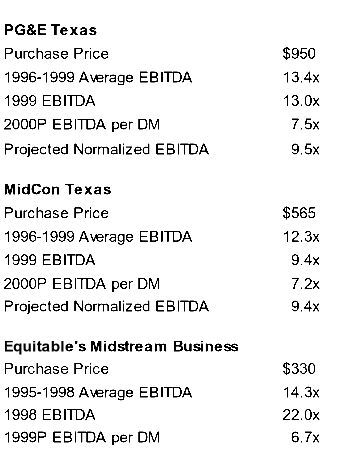 PG&E Texas
Purchase Price $950
1996-1999 Average EBITDA 13.4x
1999 EBITDA 13.0x
2000P EBITDA per DM 7.5x
Projected Normalized EBITDA 9.5x
MidCon Texas
Purchase Price $565
1996-1999 Average EBITDA 12.3x
1999 EBITDA 9.4x
2000P EBITDA per DM 7.2x
Projected Normalized EBITDA 9.4x
Equitable's Midstream Business
Purchase Price $330
1995-1998 Average EBITDA 14.3x
1998 EBITDA 22.0x
1999P EBITDA per DM 6.7x